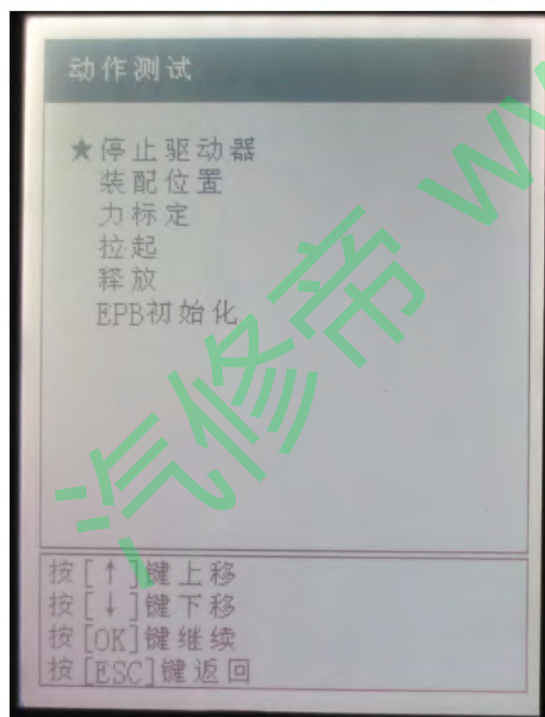 动作测试
★停止驱动器
装配位置
力标定
拉起
释放
EPB初始化
按[↑]键上移
按[↓]键下移
按[OK]键继续
按[ESC]键返回
汽修帝 w